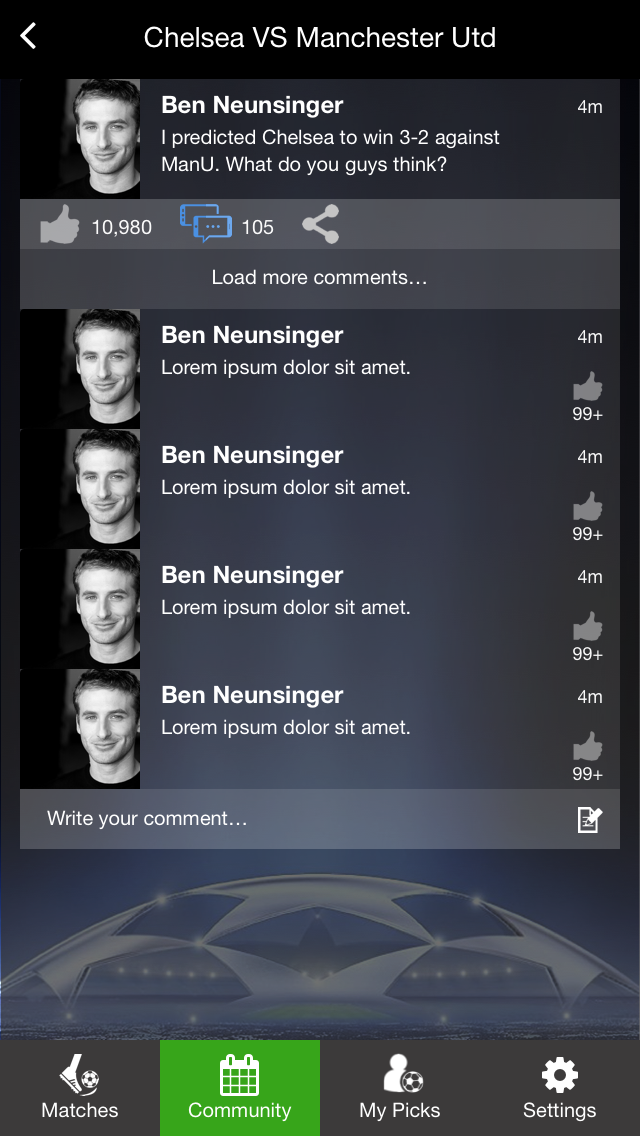 Chelsea VS Manchester Utd
Ben Neunsinger
4m
I predicted Chelsea to win 3-2 against
ManU. What do you guys think?
10,980
105
Load more comments...
Ben Neunsinger
4m
Lorem ipsum dolor sit amet.
99+
Ben Neunsinger
4m
Lorem ipsum dolor sit amet.
99+
Ben Neunsinger
4m
Lorem ipsum dolor sit amet.
99+
Ben Neunsinger
4m
Lorem ipsum dolor sit amet.
99+
Write your comment...
Matches
Community
My Picks
Settings